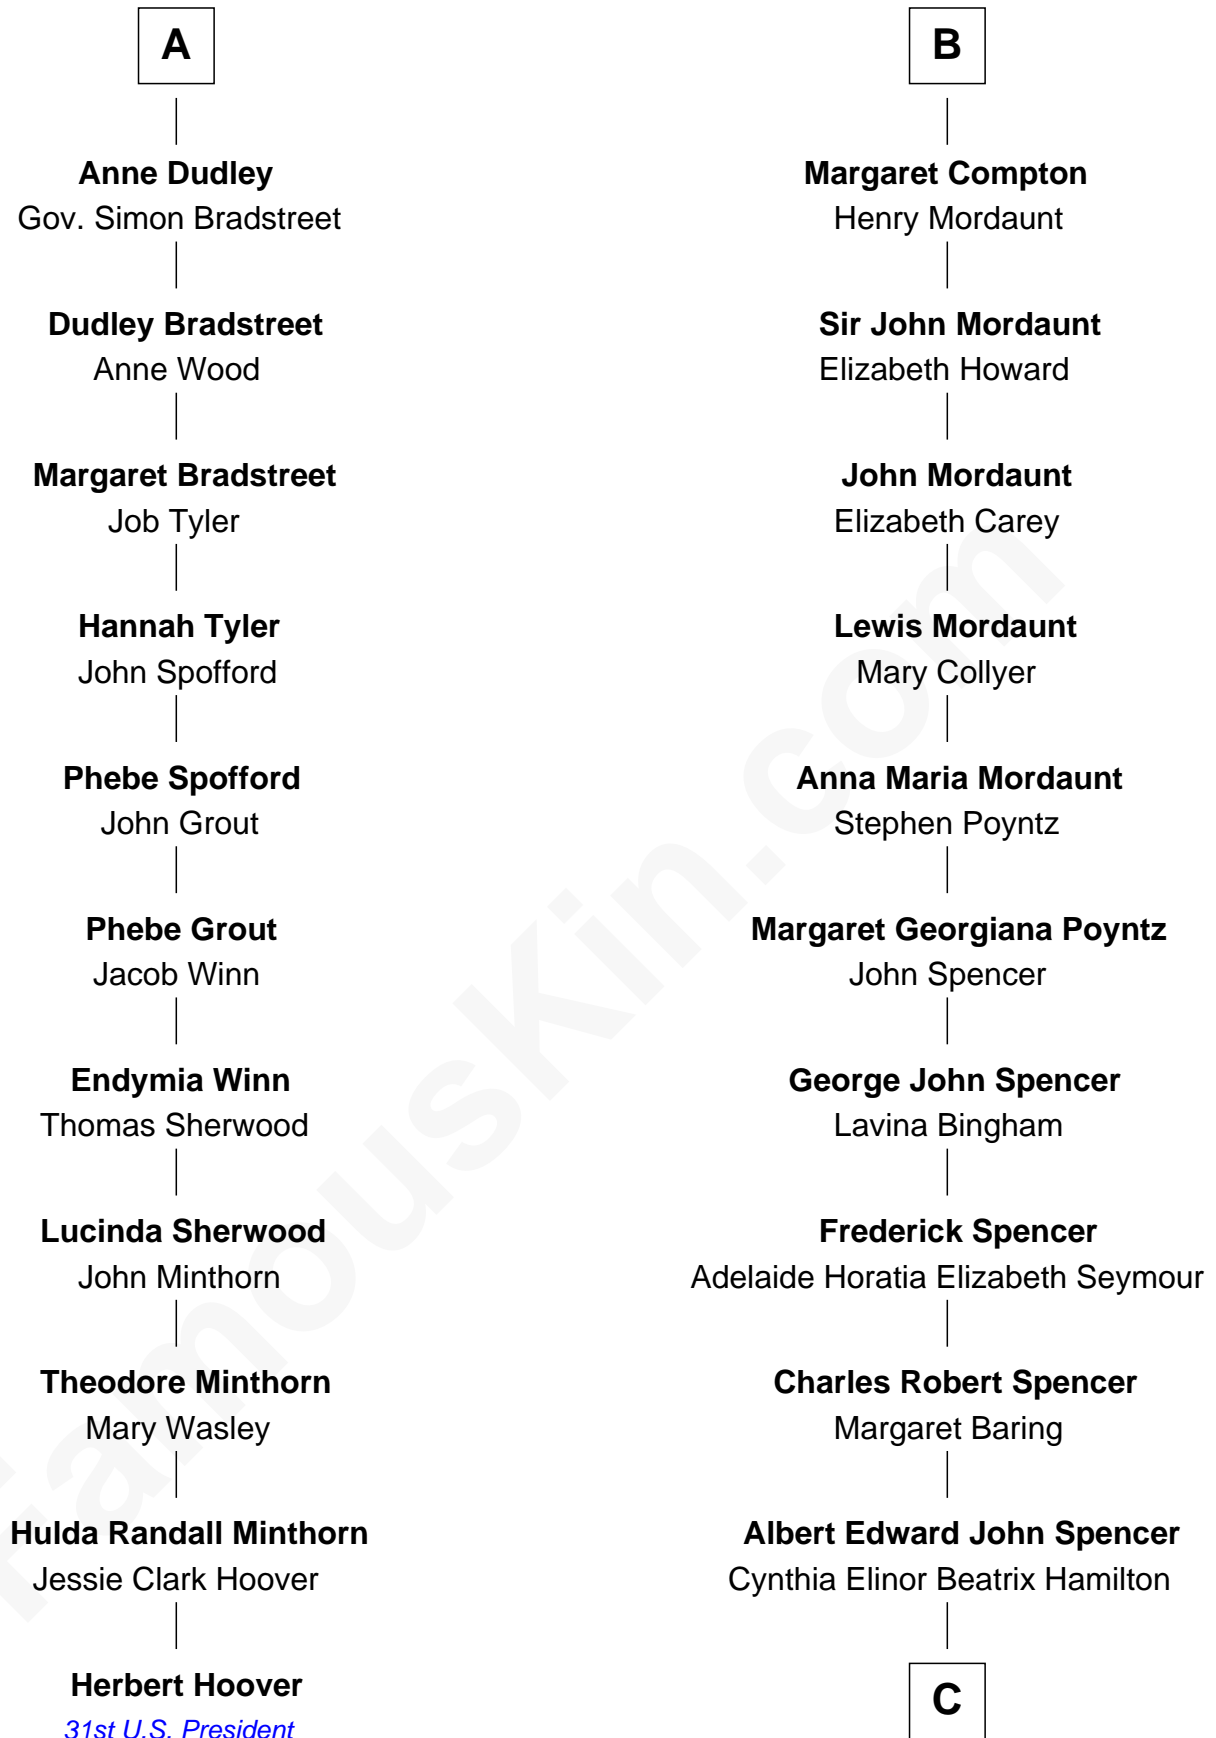 A
Anne Dudley
Gov. Simon Bradstreet
Dudley Bradstreet
Anne Wood
Margaret Bradstreet
Job Tyler
Hannah Tyler
John Spofford
Phebe Spofford
John Grout
Phebe Grout
Jacob Winn
Endymia Winn
Thomas Sherwood
Lucinda Sherwood
John Minthorn
Theodore Minthorn
Mary Wasley
Hulda Randall Minthorn
Jessie Clark Hoover
Herbert Hoover
31st U.S. President
B
Margaret Compton
Henry Mordaunt
Sir John Mordaunt
Elizabeth Howard
John Mordaunt
Elizabeth Carey
Lewis Mordaunt
Mary Collyer
Anna Maria Mordaunt
Stephen Poyntz
Margaret Georgiana Poyntz
John Spencer
George John Spencer
Lavina Bingham
Frederick Spencer
Adelaide Horatia Elizabeth Seymour
Charles Robert Spencer
Margaret Baring
Albert Edward John Spencer
Cynthia Elinor Beatrix Hamilton
C
FamousKin.com